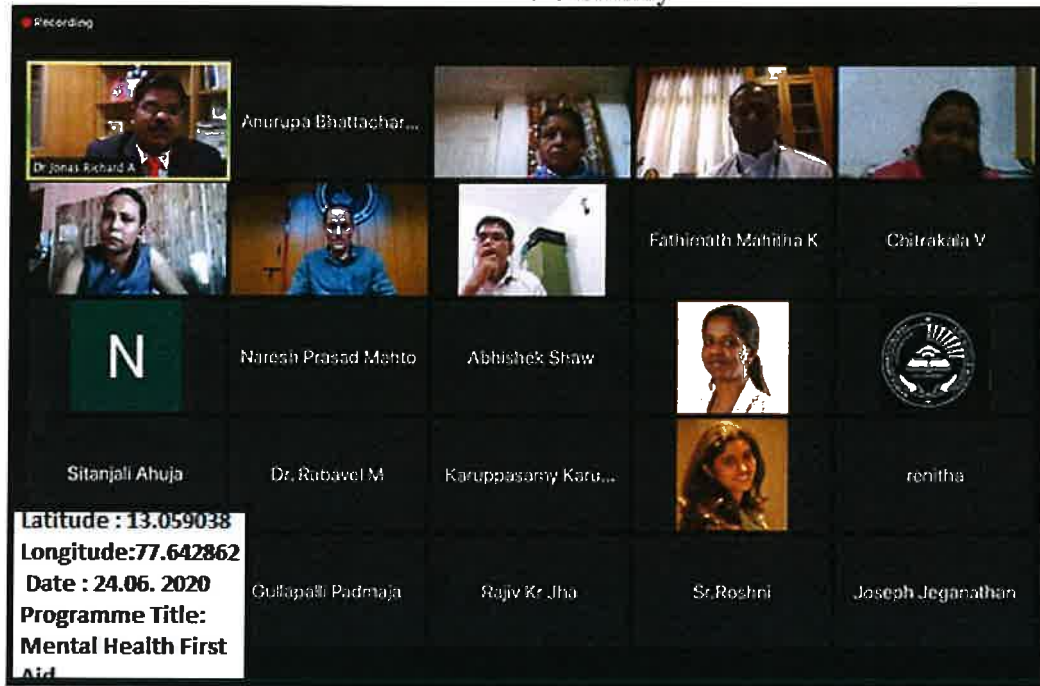 Recording
Dr Jonas Richard A
Anurupa Bhattachar...
Fathimath Mahitha K
Chitrakala V
N
Naresh Prasad Mahto
Abhishek Shaw
Sitanjali Ahuja
Dr. Rubavel M
Karuppasamy Karu...
renitha
Latitude : 13.059038
Longitude:77.642862
Date : 24.06. 2020
Programme Title:
Mental Health First
Aid
Gullapalli Padmaja
Rajiv Kr Jha
Sr.Roshni
Joseph Jeganathan